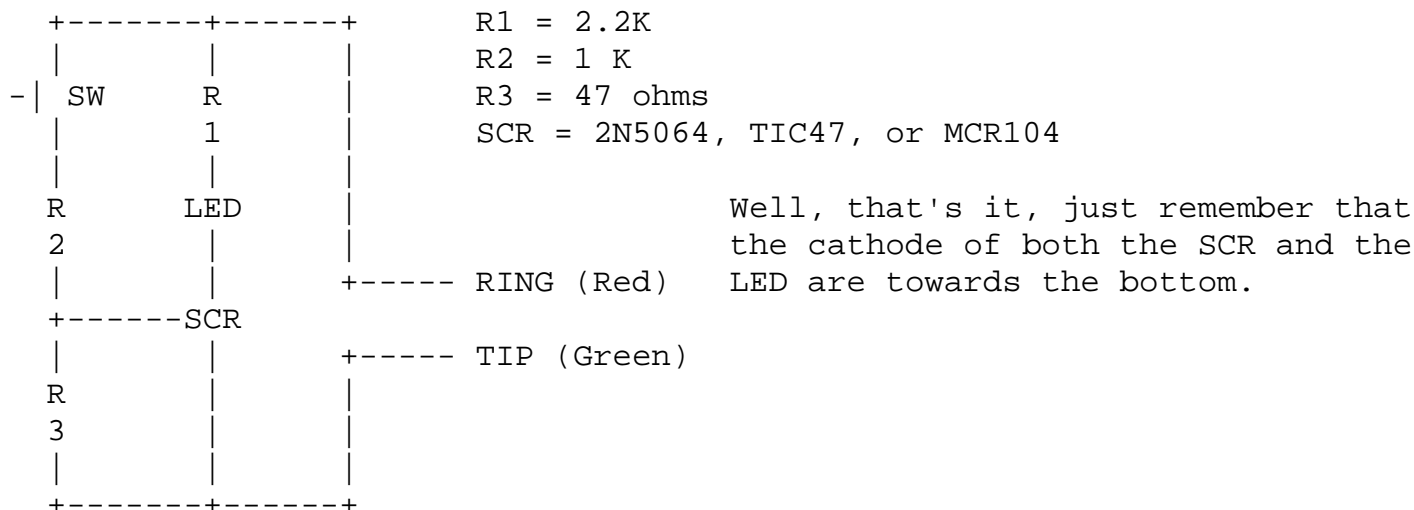 +-------+------+      R1 = 2.2K
|       |      |      R2 = 1 K
-| SW    R      |      R3 = 47 ohms
|       1      |      SCR = 2N5064, TIC47, or MCR104
|       |      |
R      LED     |                   Well, that's it, just remember that
2       |      |                   the cathode of both the SCR and the
|       |      +----- RING (Red)   LED are towards the bottom.
+------SCR
|       |      +----- TIP (Green)
R       |      |
3       |      |
|       |      |
+-------+------+